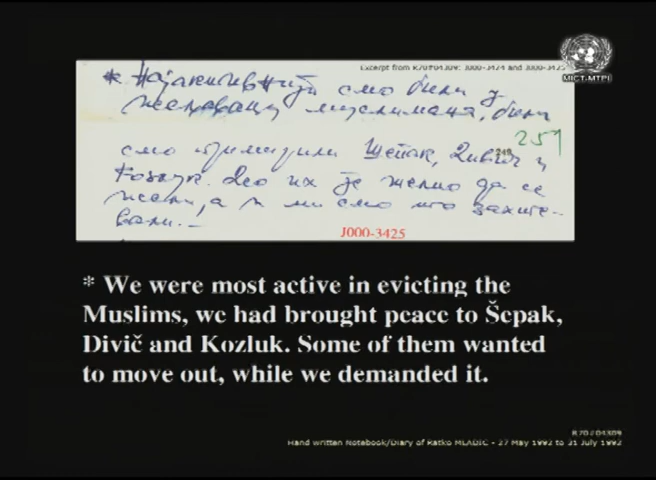 Excerpt from R70#04309: J000-3424 and J000-3425
MICT-MTPI
* Најактивнији смо били у
исељавању муслимана, били
257
249
смо примирили Шепак, Дивич и
Козлук. Део их је желио да се
исели, а и ми смо то захте-
вали.-
J000-3425
* We were most active in evicting the
Muslims, we had brought peace to Šepak,
Divič and Kozluk. Some of them wanted
to move out, while we demanded it.
R70#04309
Hand written Notebook/Diary of Ratko MLADIC - 27 May 1992 to 31 July 1992